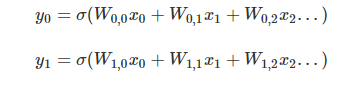 y₀ = σ(W₀,₀x₀ + W₀,₁x₁ + W₀,₂x₂…)
y₁ = σ(W₁,₀x₀ + W₁,₁x₁ + W₁,₂x₂…)